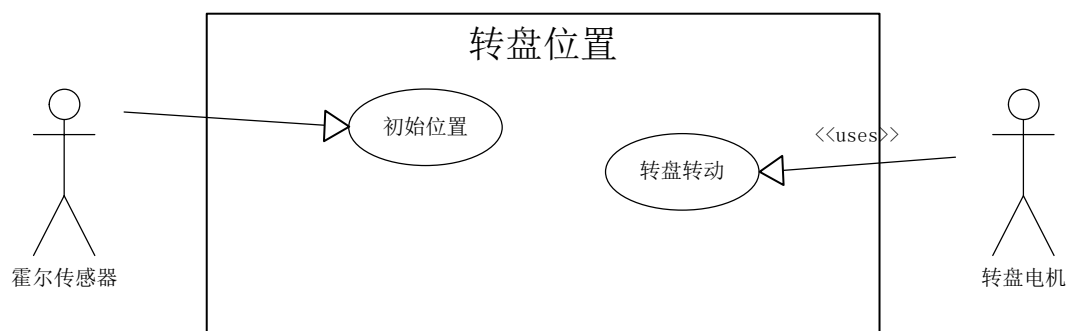 转盘位置
初始位置
<<uses>>
转盘转动
霍尔传感器
转盘电机